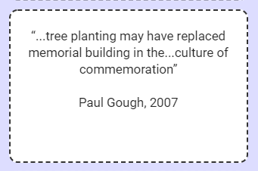 “...tree planting may have replaced
memorial building in the...culture of
commemoration”
Paul Gough, 2007